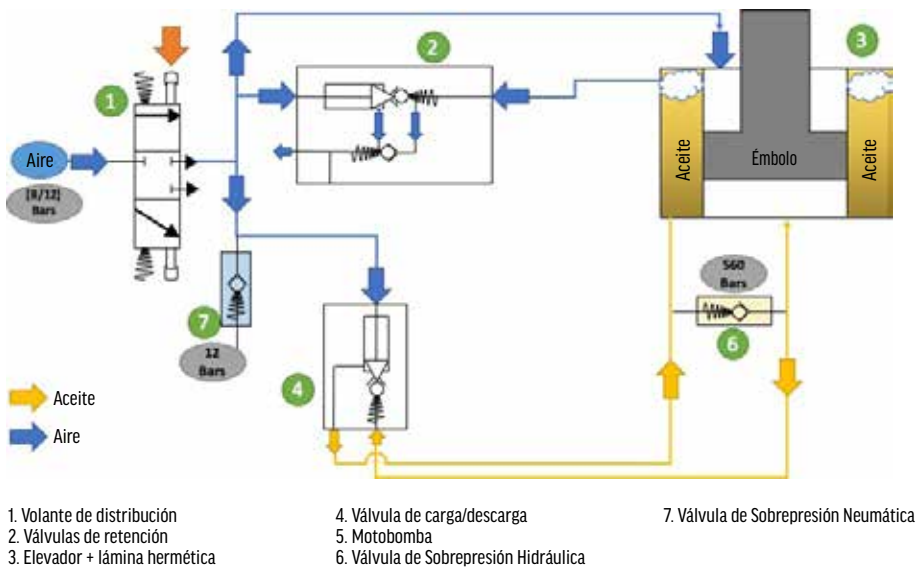 2
3
1
Aire
[8/12]
Bars
Aceite
Émbolo
Aceite
560
Bars
7
6
12
Bars
4
Aceite
Aire
1. Volante de distribución
2. Válvulas de retención
3. Elevador + lámina hermética
4. Válvula de carga/descarga
5. Motobomba
6. Válvula de Sobrepresión Hidráulica
7. Válvula de Sobrepresión Neumática